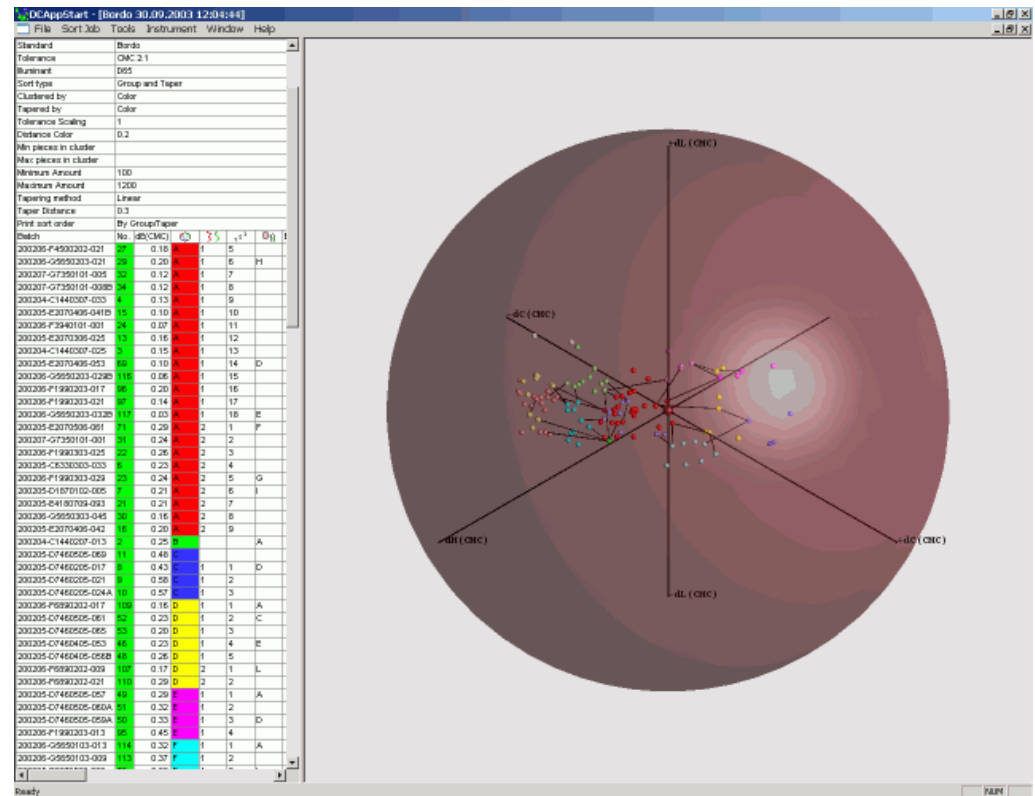 DCAppStart - [Bordo 30.09.2003 12:04:44]
File Sort Job Tools Instrument Window Help
Standard Bordo
Tolerance CMC 2:1
Illuminant D65
Sort type Group and Taper
Clustered by Color
Tapered by Color
Tolerance Scaling 1
Distance Color 0.2
Min pieces in cluster
Max pieces in cluster
Minimum Amount 100
Maximum Amount 1200
Tapering method Linear
Taper Distance 0.3
Print sort order By Group/Taper
Batch No. dE(CMC)
200206-F4500202-021 27 0.18 A 1 5
200206-G5650203-021 29 0.20 A 1 6 H
200207-G7350101-005 32 0.12 A 1 7
200207-G7350101-008B 34 0.12 A 1 8
200204-C1440307-033 4 0.13 A 1 9
200205-E2070406-041B 15 0.10 A 1 10
200206-F3940101-001 24 0.07 A 1 11
200205-E2070306-025 13 0.16 A 1 12
200204-C1440307-025 3 0.15 A 1 13
200205-E2070406-053 69 0.10 A 1 14 D
200206-G5650203-029B 116 0.06 A 1 15
200206-F1990203-017 96 0.20 A 1 16
200206-F1990203-021 97 0.14 A 1 17
200206-G5650203-032B 117 0.03 A 1 18 E
200205-E2070506-061 71 0.29 A 2 1 F
200207-G7350101-001 31 0.24 A 2 2
200206-F1990303-025 22 0.26 A 2 3
200205-C6330303-033 6 0.23 A 2 4
200206-F1990303-029 23 0.24 A 2 5 G
200205-D1870102-005 7 0.21 A 2 6 I
200205-E4180709-093 21 0.21 A 2 7
200206-G5650303-045 30 0.16 A 2 8
200205-E2070406-042 16 0.20 A 2 9
200204-C1440207-013 2 0.25 B A
200205-D7460505-069 11 0.48 C
200205-D7460205-017 8 0.43 C 1 1 D
200205-D7460205-021 9 0.58 C 1 2
200205-D7460205-024A 10 0.57 C 1 3
200206-F6890202-017 109 0.16 D 1 1 A
200205-D7460505-061 52 0.23 D 1 2 C
200205-D7460505-065 53 0.20 D 1 3
200205-D7460405-053 46 0.23 D 1 4 E
200205-D7460405-056B 48 0.26 D 1 5
200206-F6890202-009 107 0.17 D 2 1 L
200206-F6890202-021 110 0.29 D 2 2
200205-D7460505-057 49 0.29 E 1 1 A
200205-D7460505-060A 51 0.32 E 1 2
200205-D7460505-059A 50 0.33 E 1 3 D
200206-F1990203-013 95 0.45 E 1 4
200206-G5650103-013 114 0.32 F 1 1 A
200206-G5650103-009 113 0.37 F 1 2
+dL(CMC)
-dC(CMC)
-dH(CMC)
+dC(CMC)
-dL(CMC)
Ready NUM